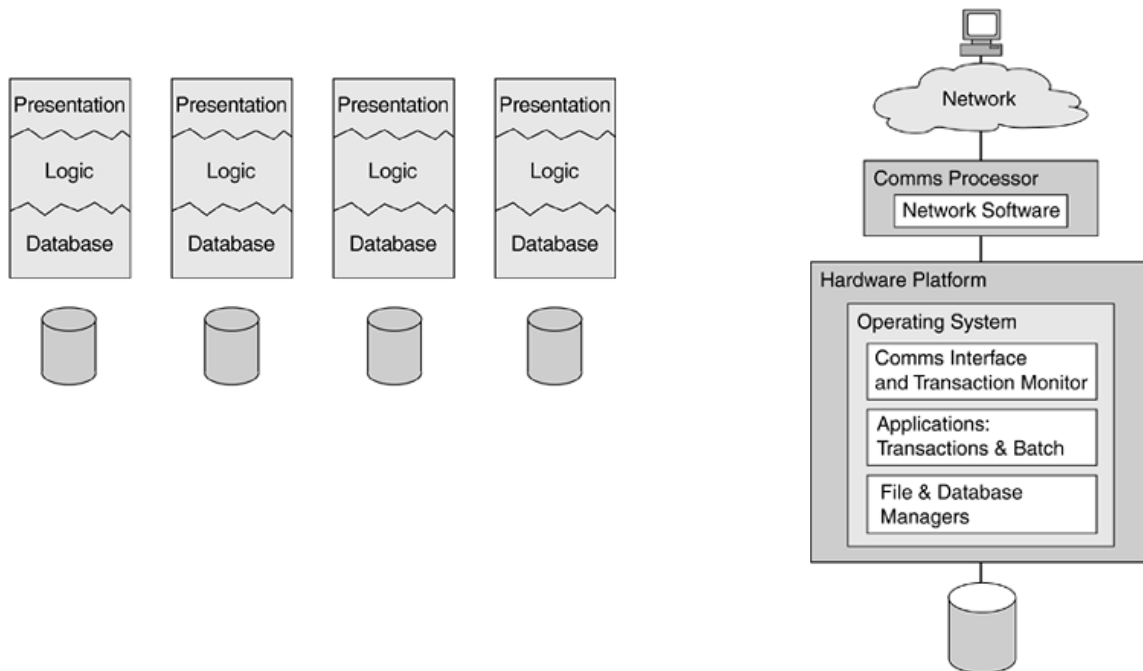 Presentation
Logic
Database
Presentation
Logic
Database
Presentation
Logic
Database
Presentation
Logic
Database
Network
Comms Processor
Network Software
Hardware Platform
Operating System
Comms Interface
and Transaction Monitor
Applications:
Transactions & Batch
File & Database
Managers